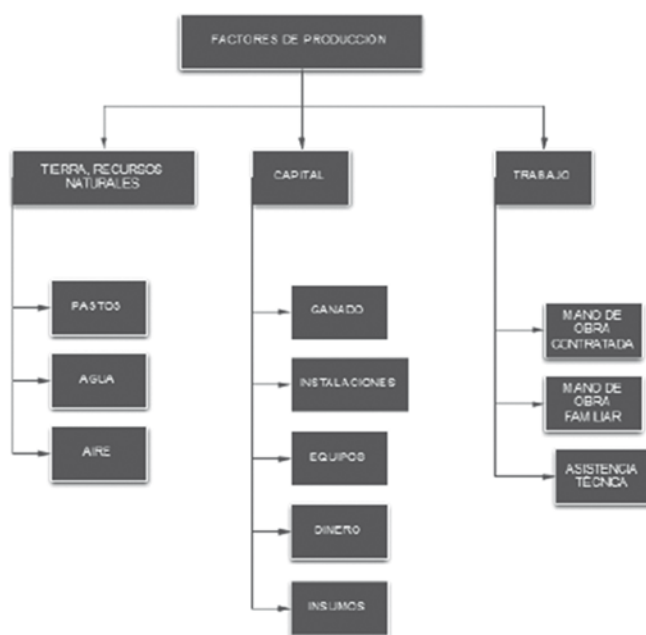 FACTORES DE PRODUCCIÓN
TIERRA, RECURSOS
NATURALES
CAPITAL
TRABAJO
PASTOS
AGUA
AIRE
GANADO
INSTALACIONES
EQUIPOS
DINERO
INSUMOS
MANO DE
OBRA
CONTRATADA
MANO DE
OBRA
FAMILIAR
ASISTENCIA
TÉCNICA